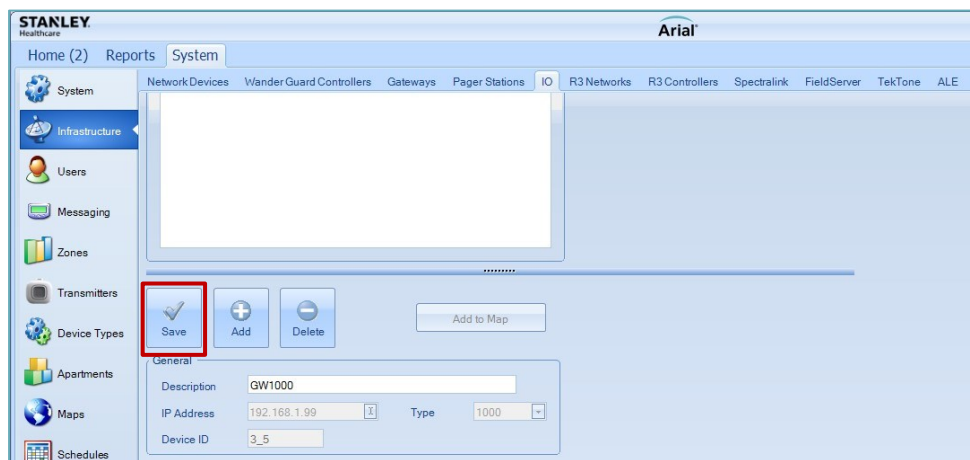 STANLEY.
Healthcare
Arial
Home (2) Reports System
System
Infrastructure
Users
Messaging
Zones
Transmitters
Device Types
Apartments
Maps
Schedules
Network Devices Wander Guard Controllers Gateways Pager Stations IO R3 Networks R3 Controllers Spectralink FieldServer TekTone ALE
Save Add Delete Add to Map
General
Description GW1000
IP Address 192.168.1.99 Type 1000
Device ID 3_5